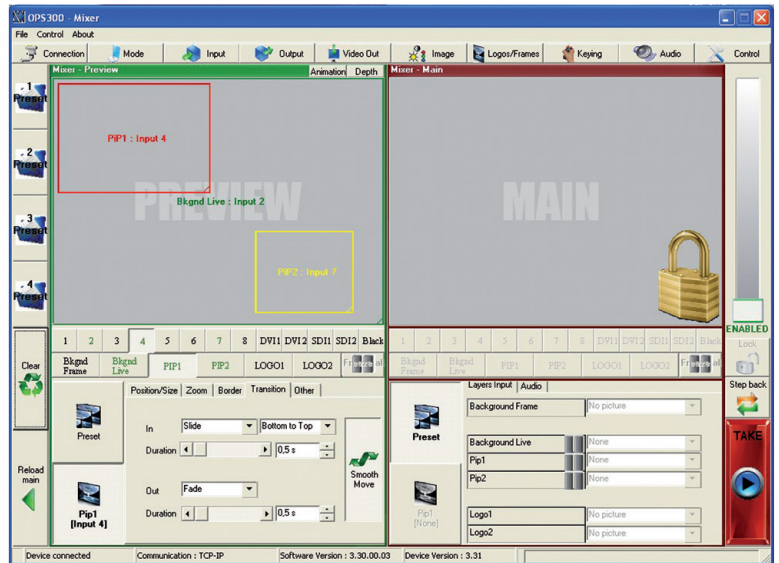 OPS300 - Mixer
File Control About
Connection Mode Input Output Video Out Image Logos/Frames Keying Audio Control
Mixer - Preview Animation Depth Mixer - Main
1
Preset
PiP1 : Input 4
2
Preset
PREVIEW
MAIN
Bkgnd Live : Input 2
3
Preset
PiP2 : Input 7
4
Preset
ENABLED
1 2 3 4 5 6 7 8 DVI1 DVI2 SDI1 SDI2 Black
1 2 3 4 5 6 7 8 DVI1 DVI2 SDI1 SDI2 Black
Lock
Clear
Bkgnd Frame Bkgnd Live PIP1 PIP2 LOGO1 LOGO2
Bkgnd Frame Bkgnd Live PIP1 PIP2 LOGO1 LOGO2
Step back
Position/Size Zoom Border Transition Other
Layers Input Audio
Preset
In Slide Bottom to Top
Duration 0,5 s
Smooth Move
Out Fade
Duration 0,5 s
Pip1 [Input 4]
Reload main
Preset
Pip1 [None]
Background Frame No picture
Background Live None
Pip1 None
Pip2 None
Logo1 No picture
Logo2 No picture
TAKE
Device connected Communication : TCP-IP Software Version : 3.30.00.03 Device Version : 3.31